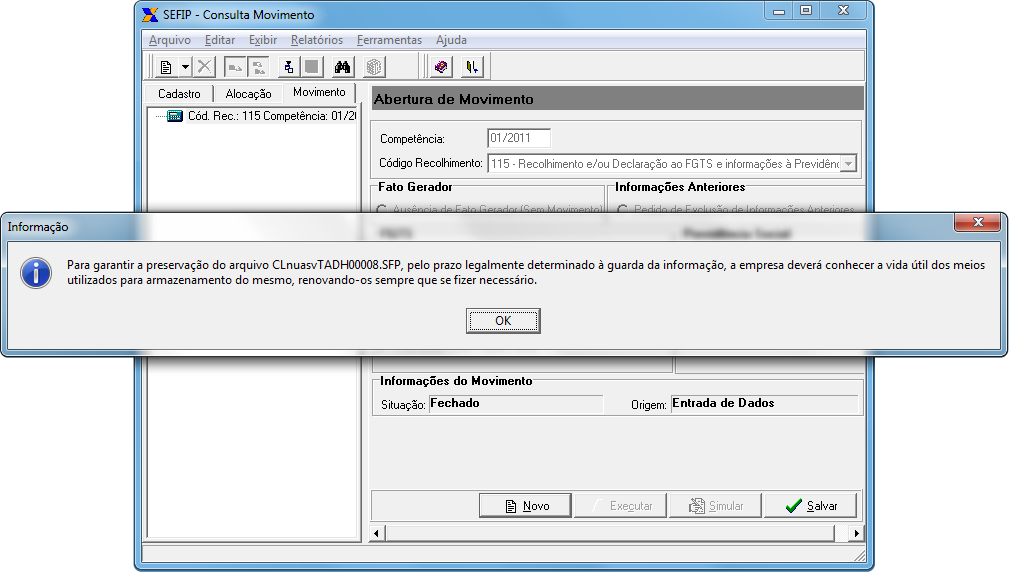 SEFIP - Consulta Movimento
Arquivo Editar Exibir Relatórios Ferramentas Ajuda
Cadastro Alocação Movimento
Cód. Rec.: 115 Competência: 01/20
Abertura de Movimento
Competência: 01/2011
Código Recolhimento: 115 - Recolhimento e/ou Declaração ao FGTS e informações à Previdênc
Fato Gerador Informações Anteriores
Ausência de Fato Gerador (Sem Movimento) Pedido de Exclusão de Informações Anteriores
Informação
FGTS Previdência Social
Para garantir a preservação do arquivo CLnuasvTADH00008.SFP, pelo prazo legalmente determinado à guarda da informação, a empresa deverá conhecer a vida útil dos meios
utilizados para armazenamento do mesmo, renovando-os sempre que se fizer necessário.
OK
Informações do Movimento
Situação: Fechado Origem: Entrada de Dados
Novo Executar Simular Salvar